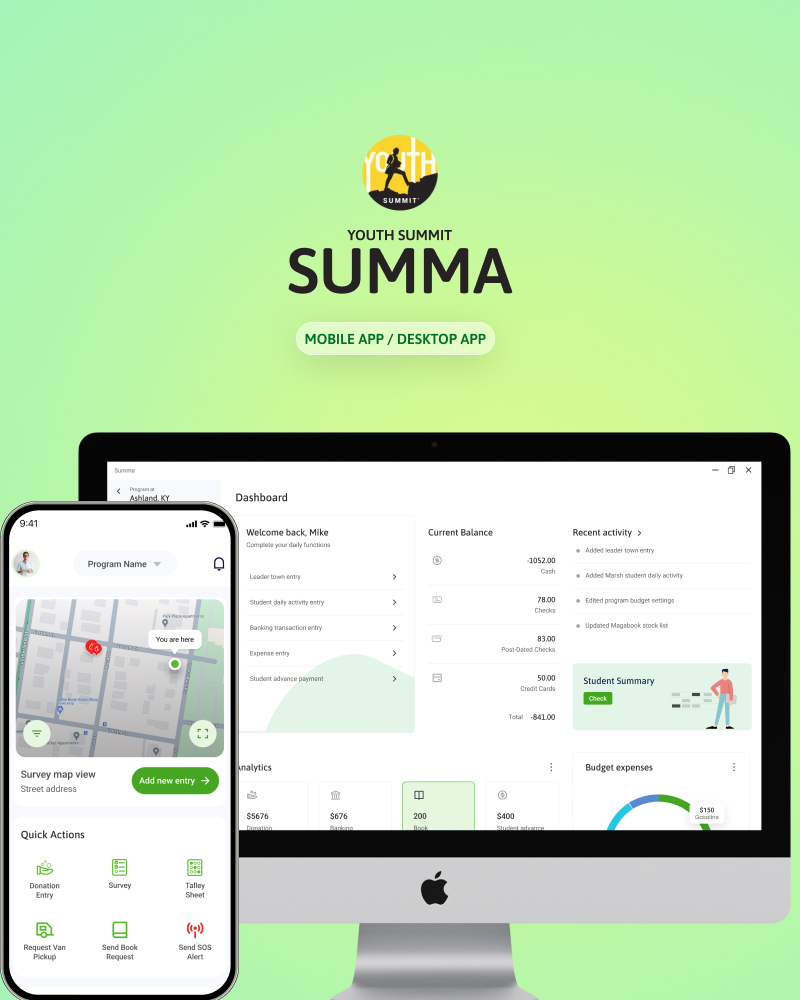 YOUTH
SUMMIT
YOUTH SUMMIT
SUMMA
MOBILE APP / DESKTOP APP
Summa
Program at
Ashland, KY
Dashboard
Welcome back, Mike
Complete your daily functions
Leader town entry
Student daily activity entry
Banking transaction entry
Expense entry
Student advance payment
Current Balance
-1052.00
Cash
78.00
Checks
83.00
Post-Dated Checks
50.00
Credit Cards
Total -841.00
Recent activity
Added leader town entry
Added Marsh student daily activity
Edited program budget settings
Updated Magabook stock list
Student Summary
Check
Analytics
$5676
Donation
$676
Banking
200
Book
$400
Student advance
Budget expenses
$150
Gasoline
9:41
Program Name
Park Place Apartments
You are here
Survey map view
Street address
Add new entry
Quick Actions
Donation
Entry
Survey
Talley
Sheet
Request Van
Pickup
Send Book
Request
Send SOS
Alert